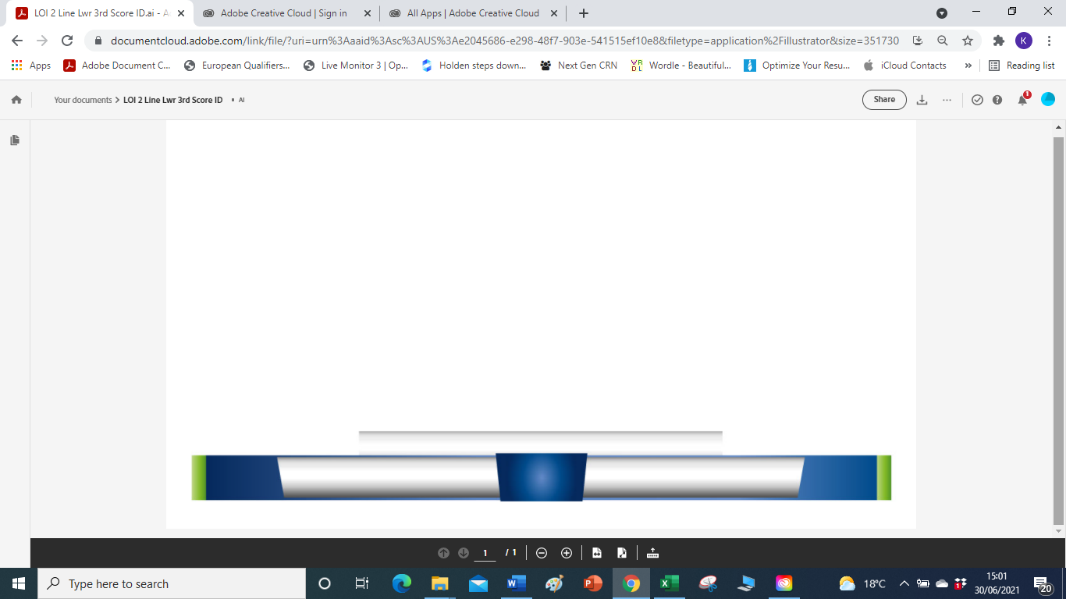 LOI 2 Line Lwr 3rd Score ID.ai - A
Adobe Creative Cloud | Sign in
All Apps | Adobe Creative Cloud
documentcloud.adobe.com/link/file/?uri=urn%3Aaaid%3Asc%3AUS%3Ae2045686-e298-48f7-903e-541515ef10e8&filetype=application%2Fillustrator&size=351730
K
Apps
Adobe Document C...
European Qualifiers...
Live Monitor 3 | Op...
Holden steps down...
Next Gen CRN
Wordle - Beautiful...
Optimize Your Resu...
iCloud Contacts
Reading list
Your documents > LOI 2 Line Lwr 3rd Score ID
AI
Share
1
1 / 1
Type here to search
18°C
15:01
30/06/2021
20